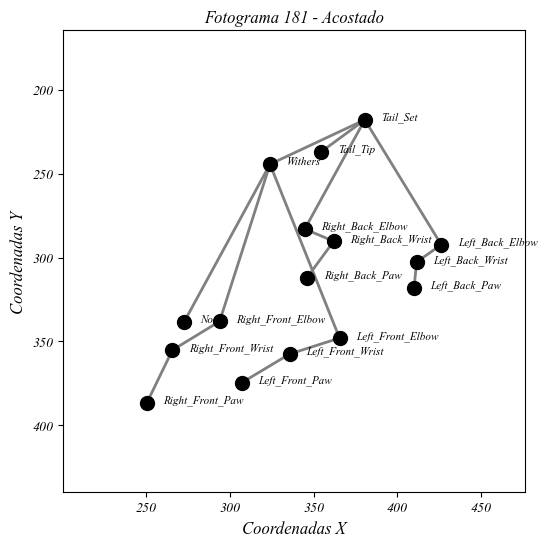 Fotograma 181 - Acostado
Coordenadas Y
200
250
300
350
400
Tail_Set
Tail_Tip
Withers
Right_Back_Elbow
Right_Back_Wrist
Left_Back_Elbow
Left_Back_Wrist
Right_Back_Paw
Left_Back_Paw
Right_Front_Elbow
Left_Front_Elbow
Right_Front_Wrist
Left_Front_Wrist
Left_Front_Paw
Right_Front_Paw
250
300
350
400
450
Coordenadas X